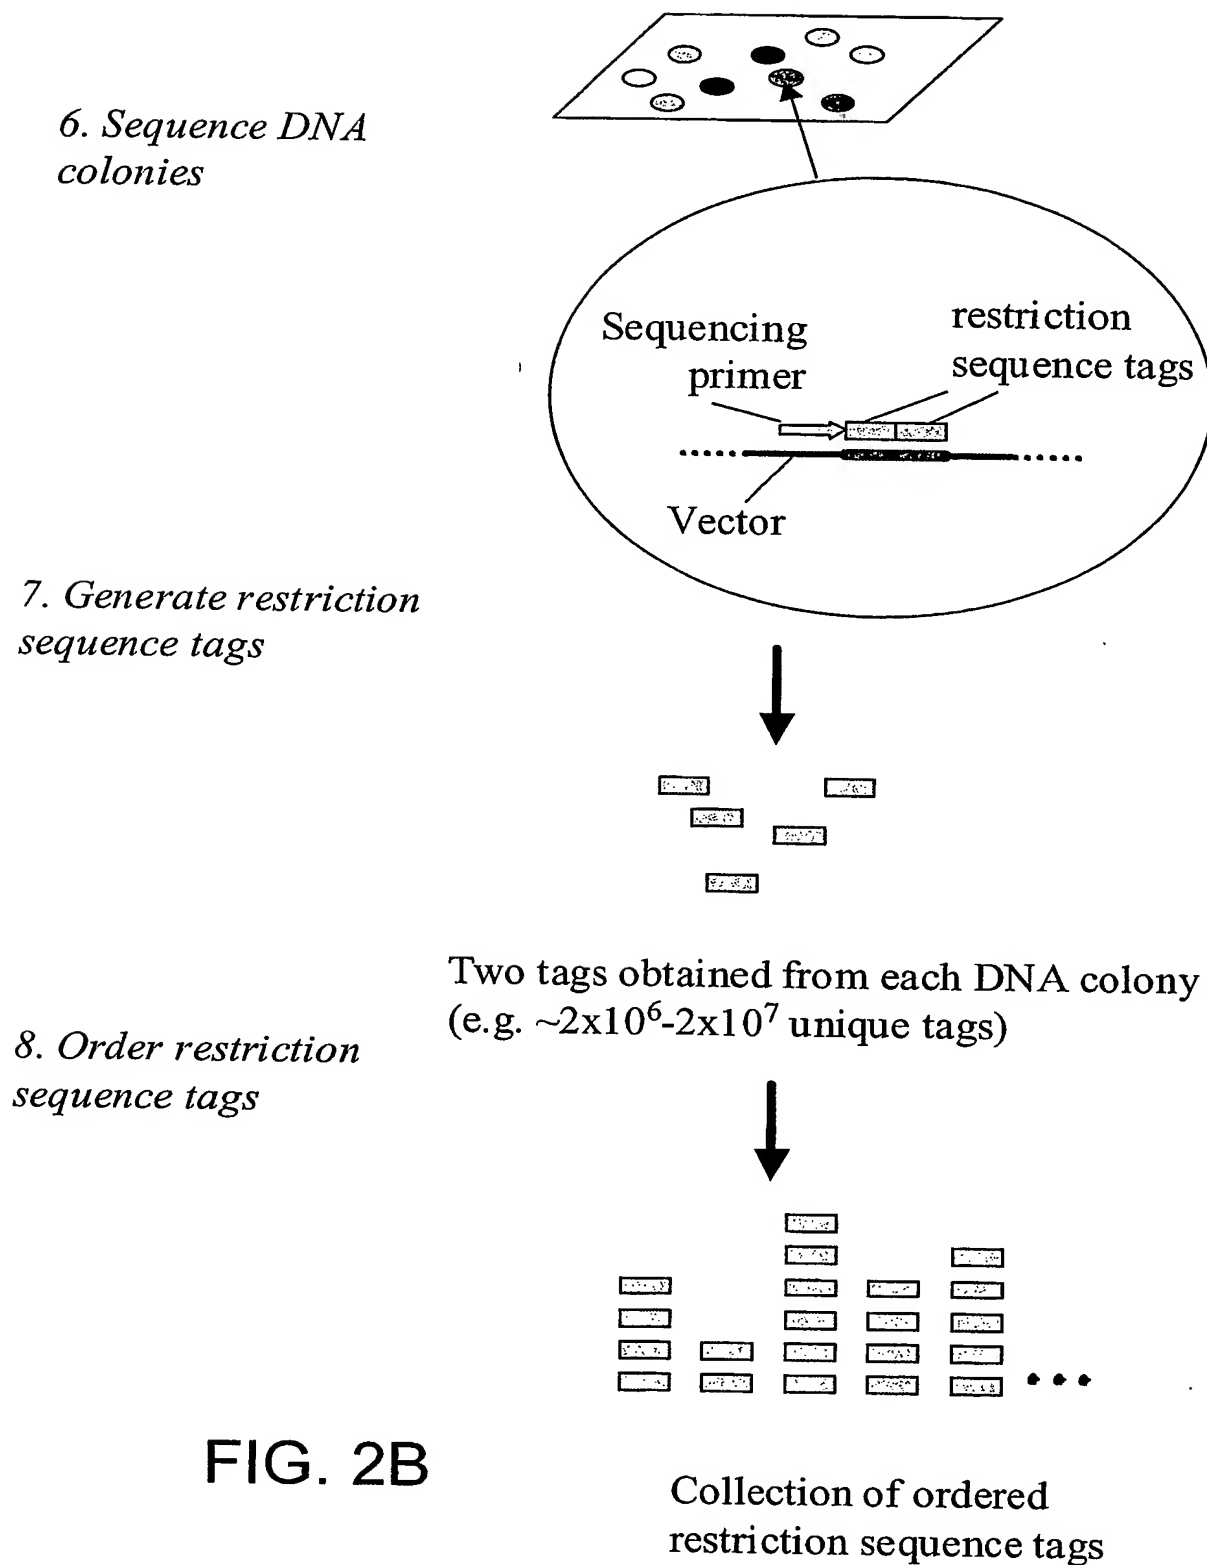 6. Sequence DNA
colonies
Sequencing
primer
restriction
sequence tags
Vector
7. Generate restriction
sequence tags
Two tags obtained from each DNA colony
(e.g. ~2x10⁶-2x10⁷ unique tags)
8. Order restriction
sequence tags
FIG. 2B
Collection of ordered
restriction sequence tags